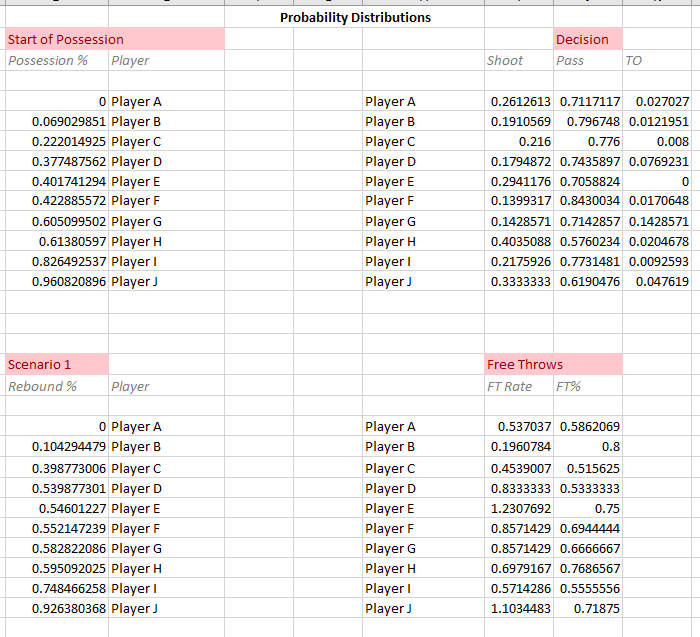 Probability Distributions
Start of Possession Decision
Possession % Player Shoot Pass TO
0 Player A Player A 0.2612613 0.7117117 0.027027
0.069029851 Player B Player B 0.1910569 0.796748 0.0121951
0.222014925 Player C Player C 0.216 0.776 0.008
0.377487562 Player D Player D 0.1794872 0.7435897 0.0769231
0.401741294 Player E Player E 0.2941176 0.7058824 0
0.422885572 Player F Player F 0.1399317 0.8430034 0.0170648
0.605099502 Player G Player G 0.1428571 0.7142857 0.1428571
0.61380597 Player H Player H 0.4035088 0.5760234 0.0204678
0.826492537 Player I Player I 0.2175926 0.7731481 0.0092593
0.960820896 Player J Player J 0.3333333 0.6190476 0.047619
Scenario 1 Free Throws
Rebound % Player FT Rate FT%
0 Player A Player A 0.537037 0.5862069
0.104294479 Player B Player B 0.1960784 0.8
0.398773006 Player C Player C 0.4539007 0.515625
0.539877301 Player D Player D 0.8333333 0.5333333
0.54601227 Player E Player E 1.2307692 0.75
0.552147239 Player F Player F 0.8571429 0.6944444
0.582822086 Player G Player G 0.8571429 0.6666667
0.595092025 Player H Player H 0.6979167 0.7686567
0.748466258 Player I Player I 0.5714286 0.5555556
0.926380368 Player J Player J 1.1034483 0.71875